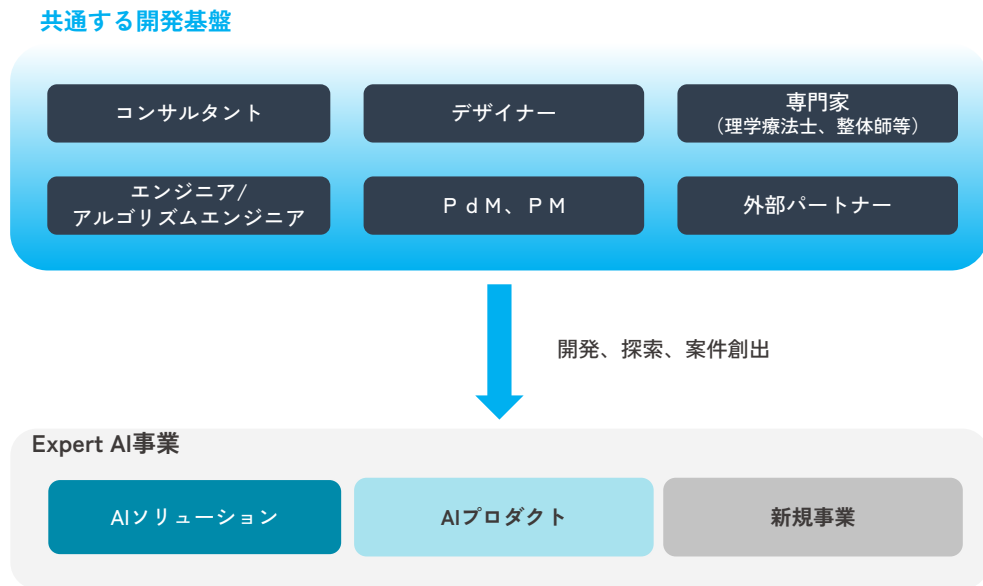 共通する開発基盤
コンサルタント
デザイナー
専門家
（理学療法士、整体師等）
エンジニア/
アルゴリズムエンジニア
ＰｄＭ、ＰＭ
外部パートナー
開発、探索、案件創出
Expert AI事業
AIソリューション
AIプロダクト
新規事業